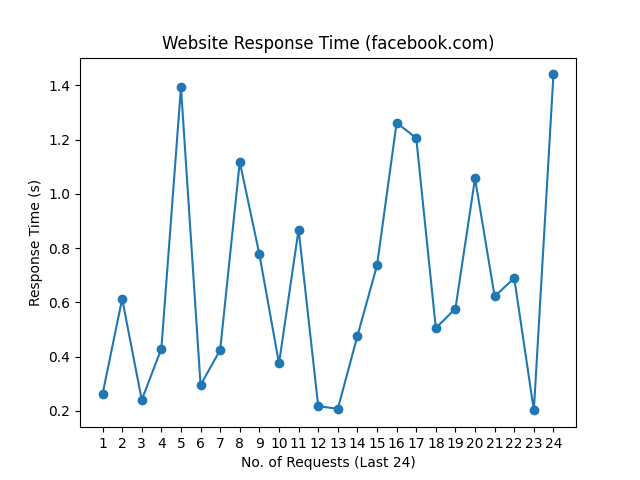 Website Response Time (facebook.com)
1.4
1.2
1.0
0.8
0.6
0.4
0.2
Response Time (s)
1 2 3 4 5 6 7 8 9 10 11 12 13 14 15 16 17 18 19 20 21 22 23 24
No. of Requests (Last 24)